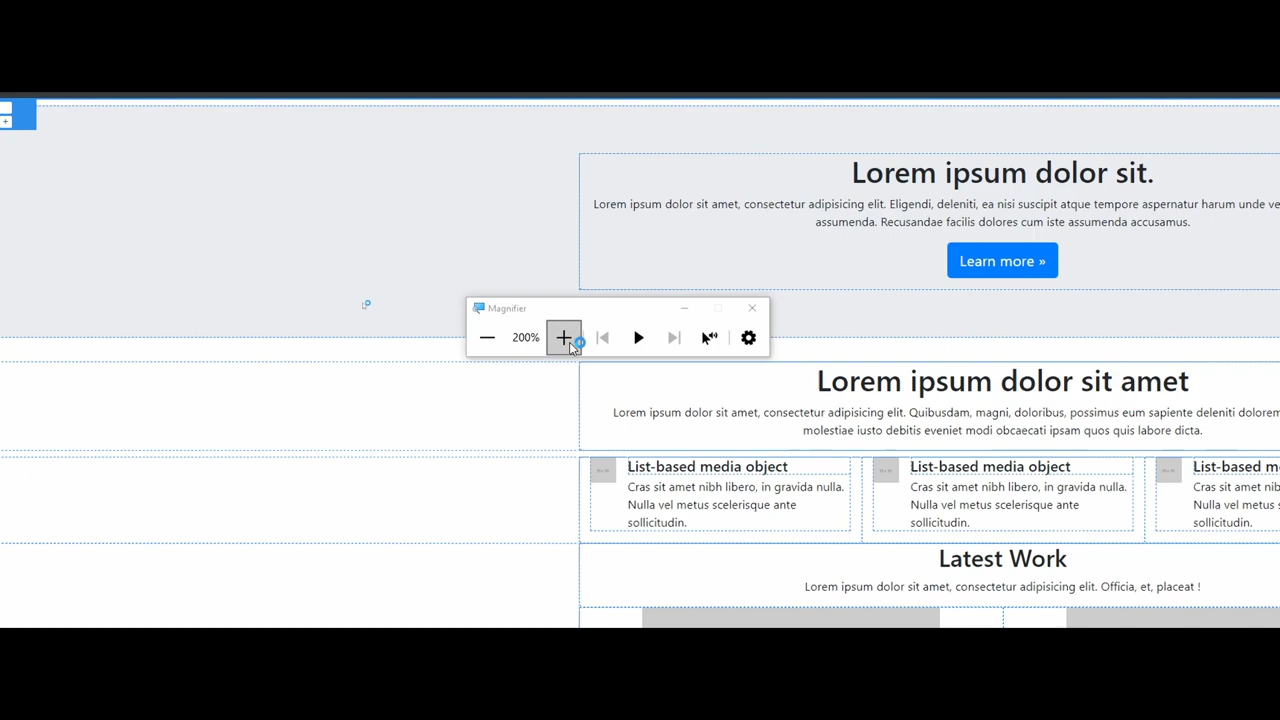 Lorem ipsum dolor sit.
Lorem ipsum dolor sit amet, consectetur adipisicing elit. Eligendi, deleniti, ea nisi suscipit atque tempore aspernatur harum unde ve
assumenda. Recusandae facilis dolores cum iste assumenda accusamus.
Learn more »
Magnifier
200%
Lorem ipsum dolor sit amet
Lorem ipsum dolor sit amet, consectetur adipisicing elit. Quibusdam, magni, doloribus, possimus eum sapiente deleniti dolorem
molestiae iusto debitis eveniet modi obcaecati ipsam quos quis labore dicta.
List-based media object
Cras sit amet nibh libero, in gravida nulla.
Nulla vel metus scelerisque ante
sollicitudin.
List-based media object
Cras sit amet nibh libero, in gravida nulla.
Nulla vel metus scelerisque ante
sollicitudin.
List-based m
Cras sit amet nib
Nulla vel metus s
sollicitudin.
Latest Work
Lorem ipsum dolor sit amet, consectetur adipisicing elit. Officia, et, placeat !